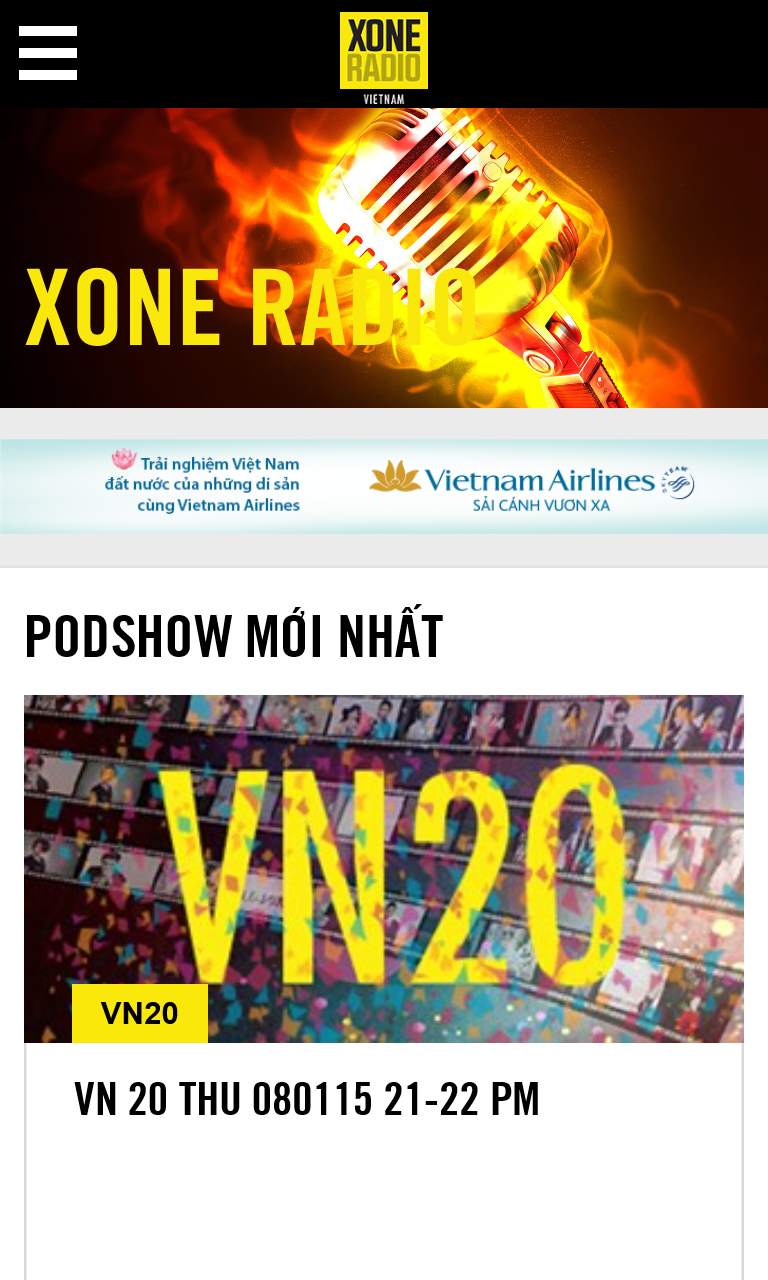 XONE
RADIO
VIETNAM
XONE RADIO
Trải nghiệm Việt Nam
đất nước của những di sản
cùng Vietnam Airlines
Vietnam Airlines
SẢI CÁNH VƯƠN XA
SKYTEAM
PODSHOW MỚI NHẤT
VN20
VN20
VN 20 THU 080115 21-22 PM